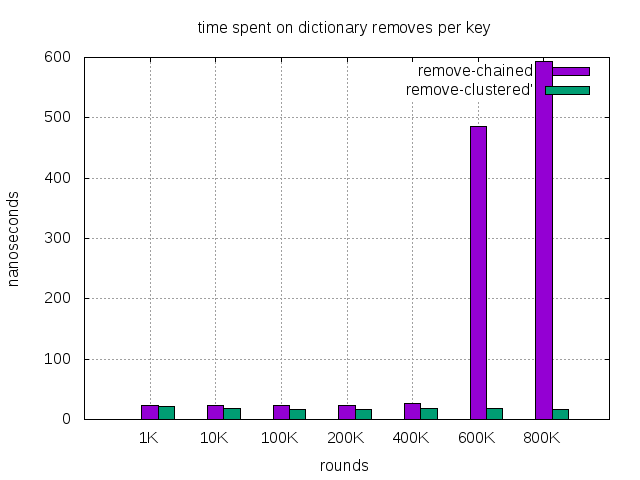 time spent on dictionary removes per key
600
500
400
300
200
100
0
nanoseconds
remove-chained
remove-clustered'
1K 10K 100K 200K 400K 600K 800K
rounds